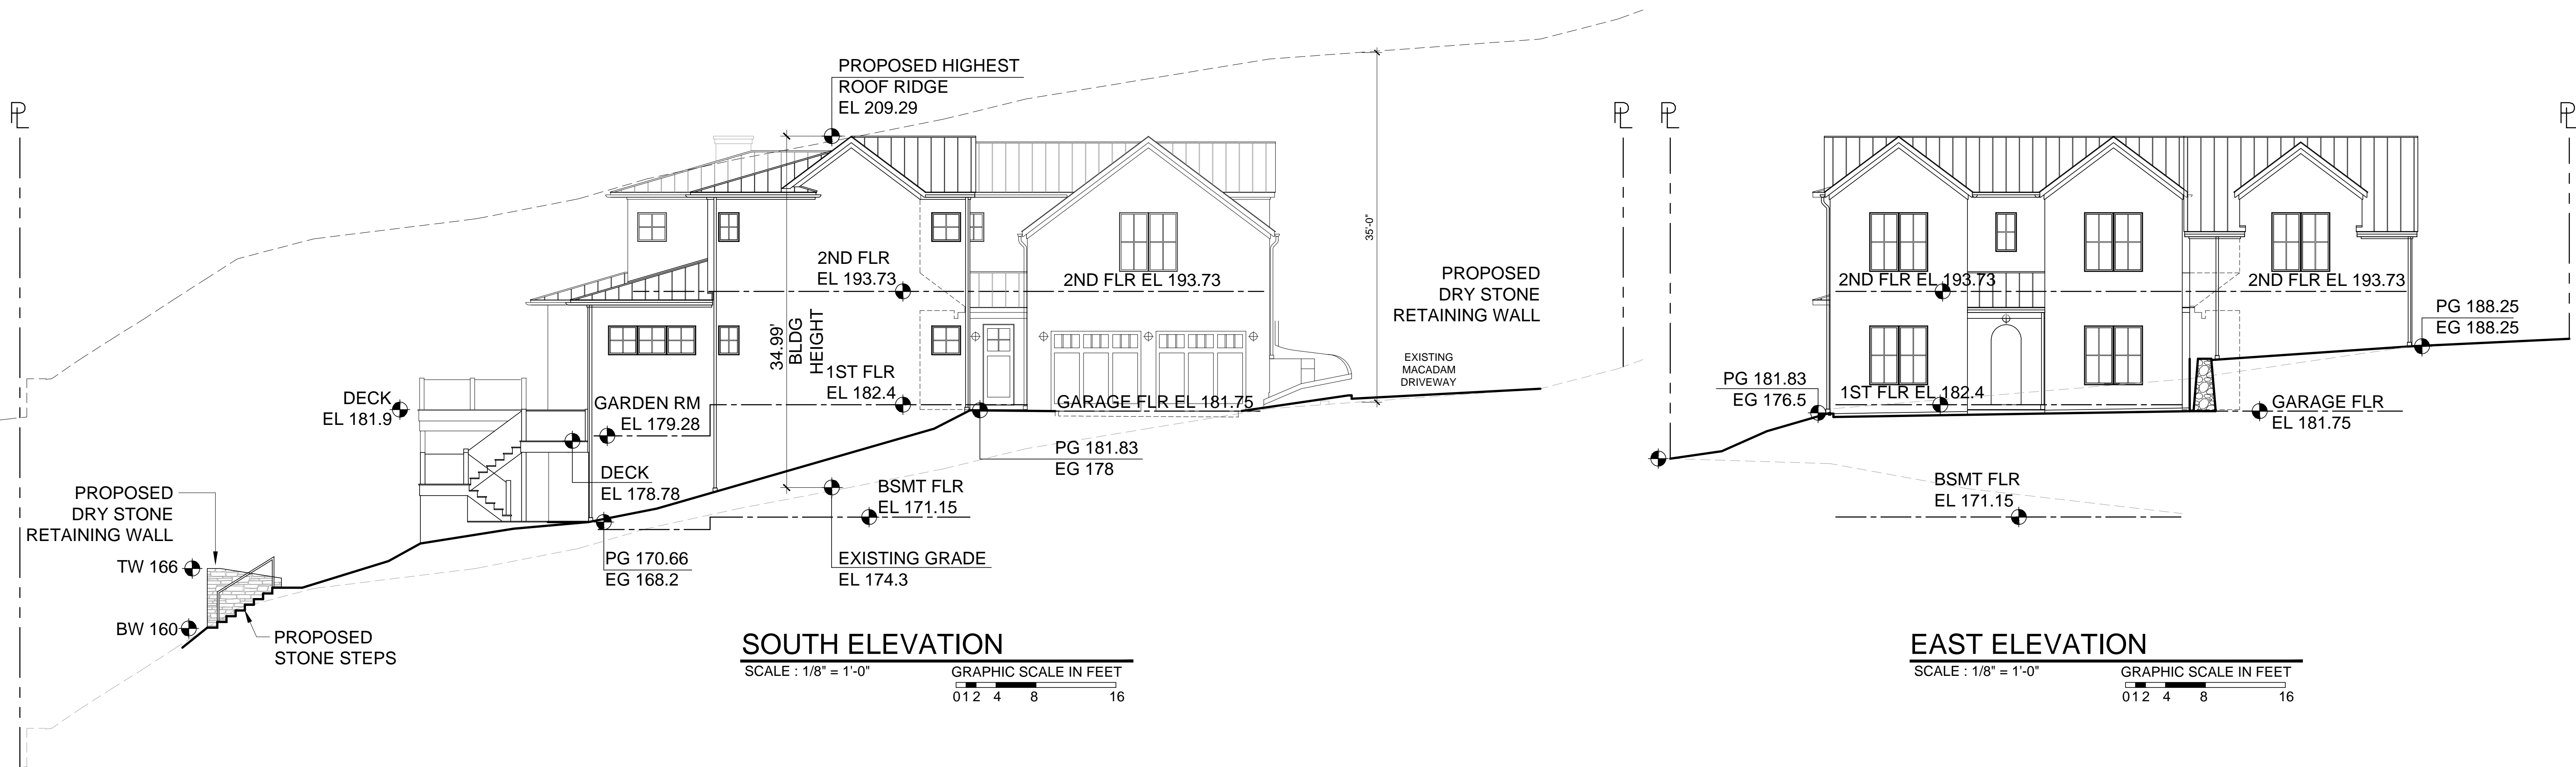 PL
PROPOSED HIGHEST
ROOF RIDGE
EL 209.29
35'-0"
2ND FLR
EL 193.73
2ND FLR EL 193.73
34.99'
BLDG
HEIGHT
PROPOSED
DRY STONE
RETAINING WALL
EXISTING
MACADAM
DRIVEWAY
1ST FLR
EL 182.4
DECK
EL 181.9
GARDEN RM
EL 179.28
GARAGE FLR EL 181.75
DECK
EL 178.78
PG 181.83
EG 178
BSMT FLR
EL 171.15
PROPOSED
DRY STONE
RETAINING WALL
PG 170.66
EG 168.2
EXISTING GRADE
EL 174.3
TW 166
BW 160
PROPOSED
STONE STEPS
SOUTH ELEVATION
SCALE : 1/8" = 1'-0"
GRAPHIC SCALE IN FEET
0 1 2 4 8 16
PL
PL
PL
2ND FLR EL 193.73
2ND FLR EL 193.73
PG 188.25
EG 188.25
PG 181.83
EG 176.5
1ST FLR EL 182.4
GARAGE FLR
EL 181.75
BSMT FLR
EL 171.15
EAST ELEVATION
SCALE : 1/8" = 1'-0"
GRAPHIC SCALE IN FEET
0 1 2 4 8 16